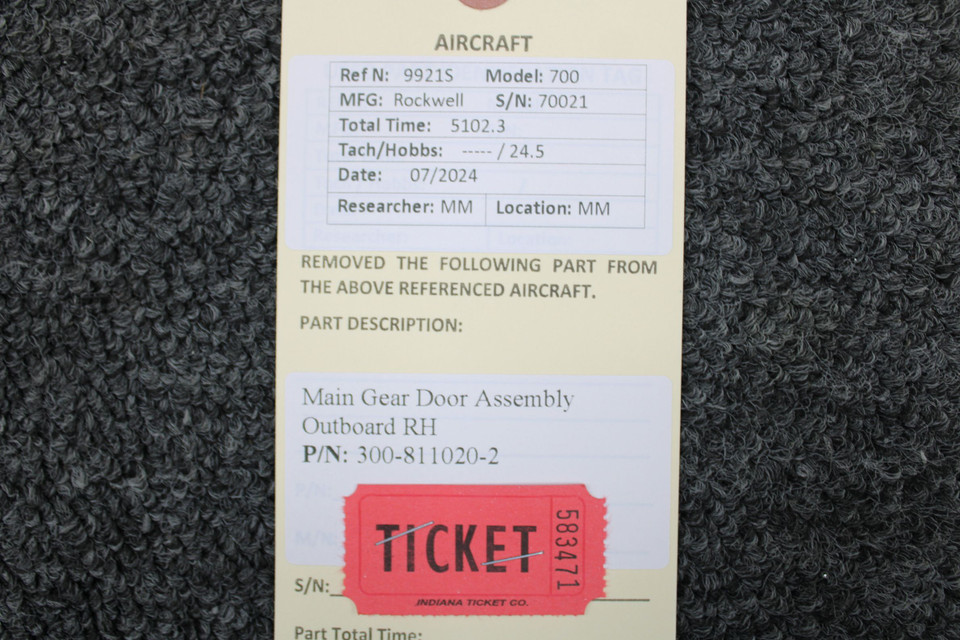 AIRCRAFT
Ref N: 9921S Model: 700
MFG: Rockwell S/N: 70021
Total Time: 5102.3
Tach/Hobbs: ----- / 24.5
Date: 07/2024
Researcher: MM Location: MM
REMOVED THE FOLLOWING PART FROM
THE ABOVE REFERENCED AIRCRAFT.
PART DESCRIPTION:
Main Gear Door Assembly
Outboard RH
P/N: 300-811020-2
P/N:
M/N:
TICKET 583471
INDIANA TICKET CO.
S/N:
Part Total Time: